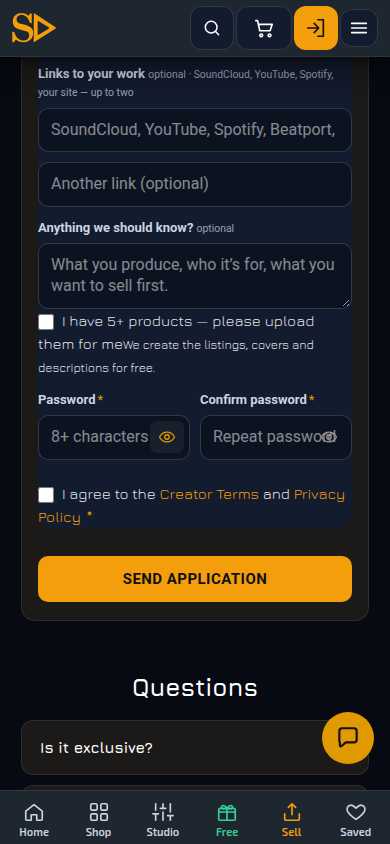 S
Links to your work optional · SoundCloud, YouTube, Spotify,
your site — up to two
SoundCloud, YouTube, Spotify, Beatport,
Another link (optional)
Anything we should know? optional
What you produce, who it's for, what you
want to sell first.
I have 5+ products — please upload
them for meWe create the listings, covers and
descriptions for free.
Password * Confirm password *
8+ characters Repeat password
I agree to the Creator Terms and Privacy
Policy *
SEND APPLICATION
Questions
Is it exclusive?
Home Shop Studio Free Sell Saved